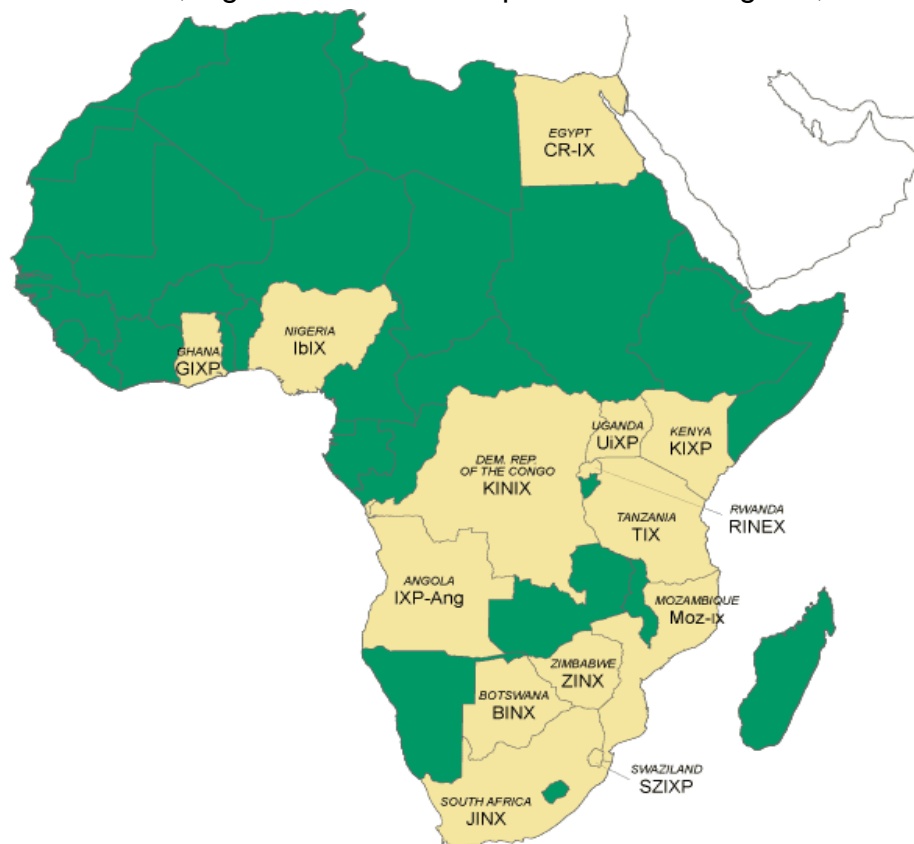 EGYPT
CR-IX
NIGERIA
IbIX
GHANA
GIXP
UGANDA
UiXP
KENYA
KIXP
DEM. REP.
OF THE CONGO
KINIX
RWANDA
RINEX
TANZANIA
TIX
ANGOLA
IXP-Ang
MOZAMBIQUE
Moz-ix
ZIMBABWE
ZINX
BOTSWANA
BINX
SWAZILAND
SZIXP
SOUTH AFRICA
JINX